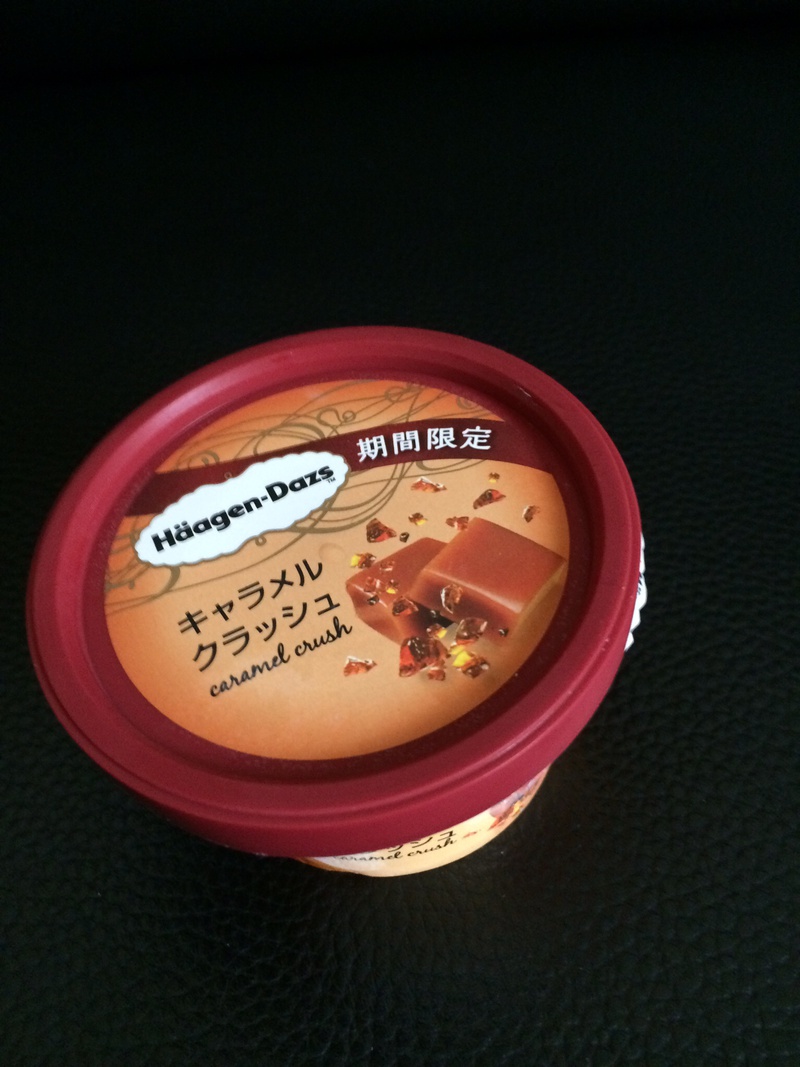 期間限定
Häagen-Dazs™
キャラメル
クラッシュ
caramel crush
caramel crush